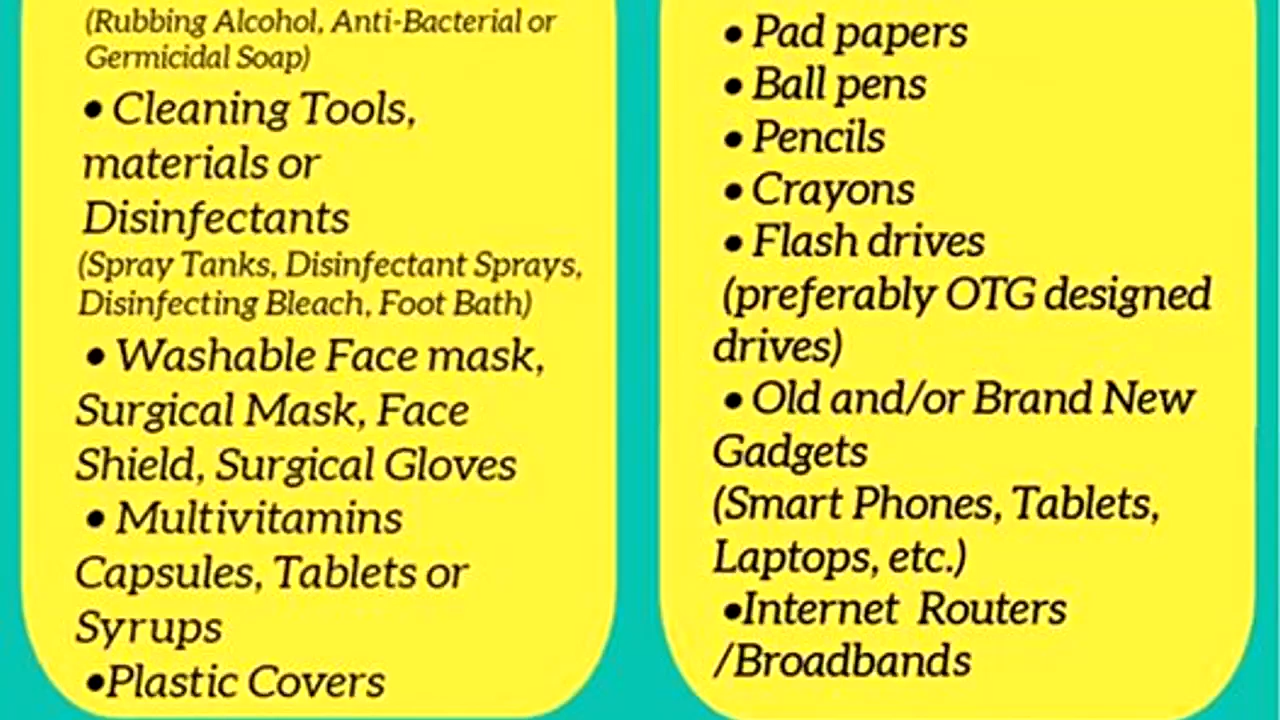 (Rubbing Alcohol, Anti-Bacterial or
Germicidal Soap)
• Cleaning Tools,
materials or
Disinfectants
(Spray Tanks, Disinfectant Sprays,
Disinfecting Bleach, Foot Bath)
• Washable Face mask,
Surgical Mask, Face
Shield, Surgical Gloves
• Multivitamins
Capsules, Tablets or
Syrups
•Plastic Covers
• Pad papers
• Ball pens
• Pencils
• Crayons
• Flash drives
(preferably OTG designed
drives)
• Old and/or Brand New
Gadgets
(Smart Phones, Tablets,
Laptops, etc.)
•Internet Routers
/Broadbands